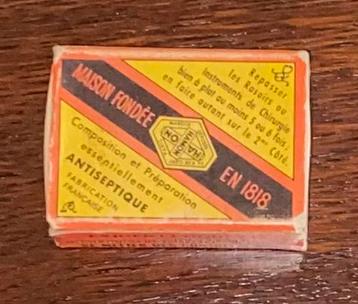 Repasser
les Rasoirs ou
instruments de Chirurgie
bien à plat au moins 5 ou 6 fois;
en faire autant sur le 2me Côté.
MAISON FONDÉE
EN 1818
Composition et Préparation
essentiellement
ANTISEPTIQUE
FABRICATION
FRANÇAISE